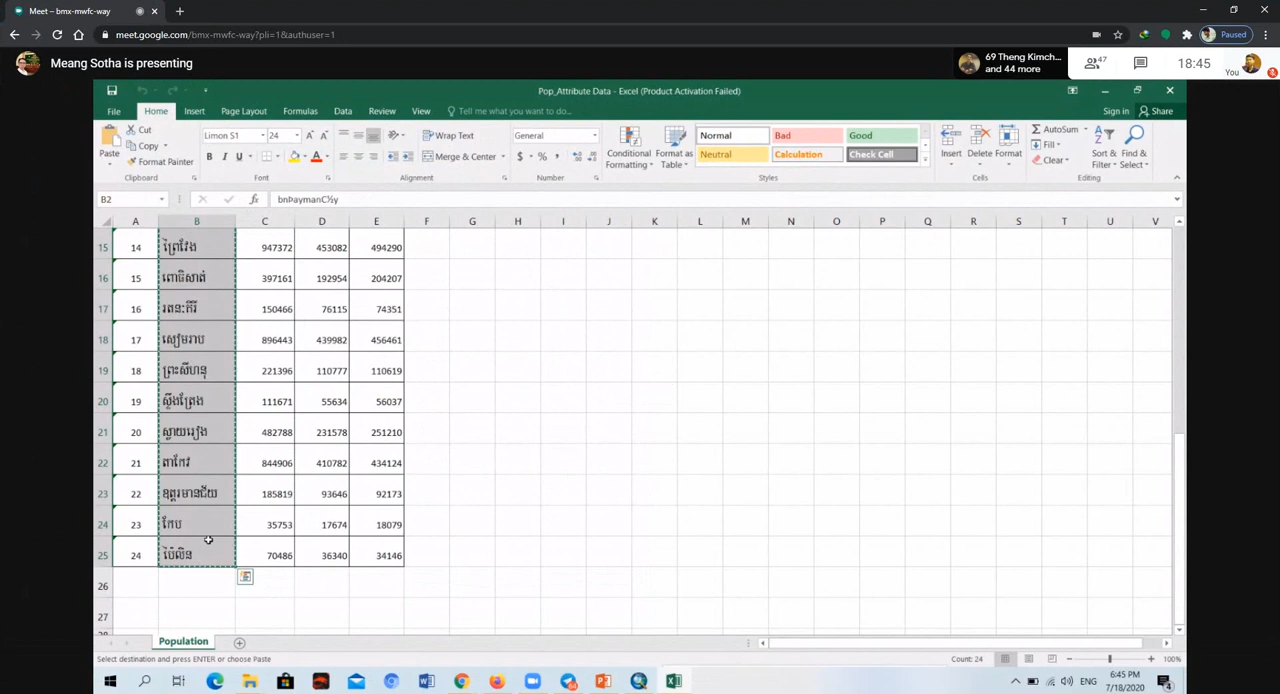 Meet – bmx-mwfc-way
meet.google.com/bmx-mwfc-way?pli=1&authuser=1
Paused
Meang Sotha is presenting
69 Theng Kimch...
and 44 more
47
18:45
You
Pop_Attribute Data - Excel (Product Activation Failed)
File Home Insert Page Layout Formulas Data Review View Tell me what you want to do... Sign in Share
Paste Cut Copy Format Painter Clipboard
Limon S1 24 B I U Font
Wrap Text Merge & Center Alignment
General $ % , Number
Conditional Formatting Format as Table
Normal Bad Good
Neutral Calculation Check Cell
Styles
Insert Delete Format Cells
AutoSum Fill Clear Sort & Filter Find & Select Editing
B2 fx bnÞaymanC½y
A B C D E F G H I J K L M N O P Q R S T U V
15 14 ព្រៃវែង 947372 453082 494290
16 15 ពោធិសាត់ 397161 192954 204207
17 16 រតនៈគីរី 150466 76115 74351
18 17 សៀមរាប 896443 439982 456461
19 18 ព្រះសីហនុ 221396 110777 110619
20 19 ស្ទឹងត្រែង 111671 55634 56037
21 20 ស្វាយរៀង 482788 231578 251210
22 21 តាកែវ 844906 410782 434124
23 22 ឧត្តរមានជ័យ 185819 93646 92173
24 23 កែប 35753 17674 18079
25 24 ប៉ៃលិន 70486 36340 34146
26
27
28
Population
Select destination and press ENTER or choose Paste Count: 24 100%
ENG 6:45 PM
7/18/2020
4